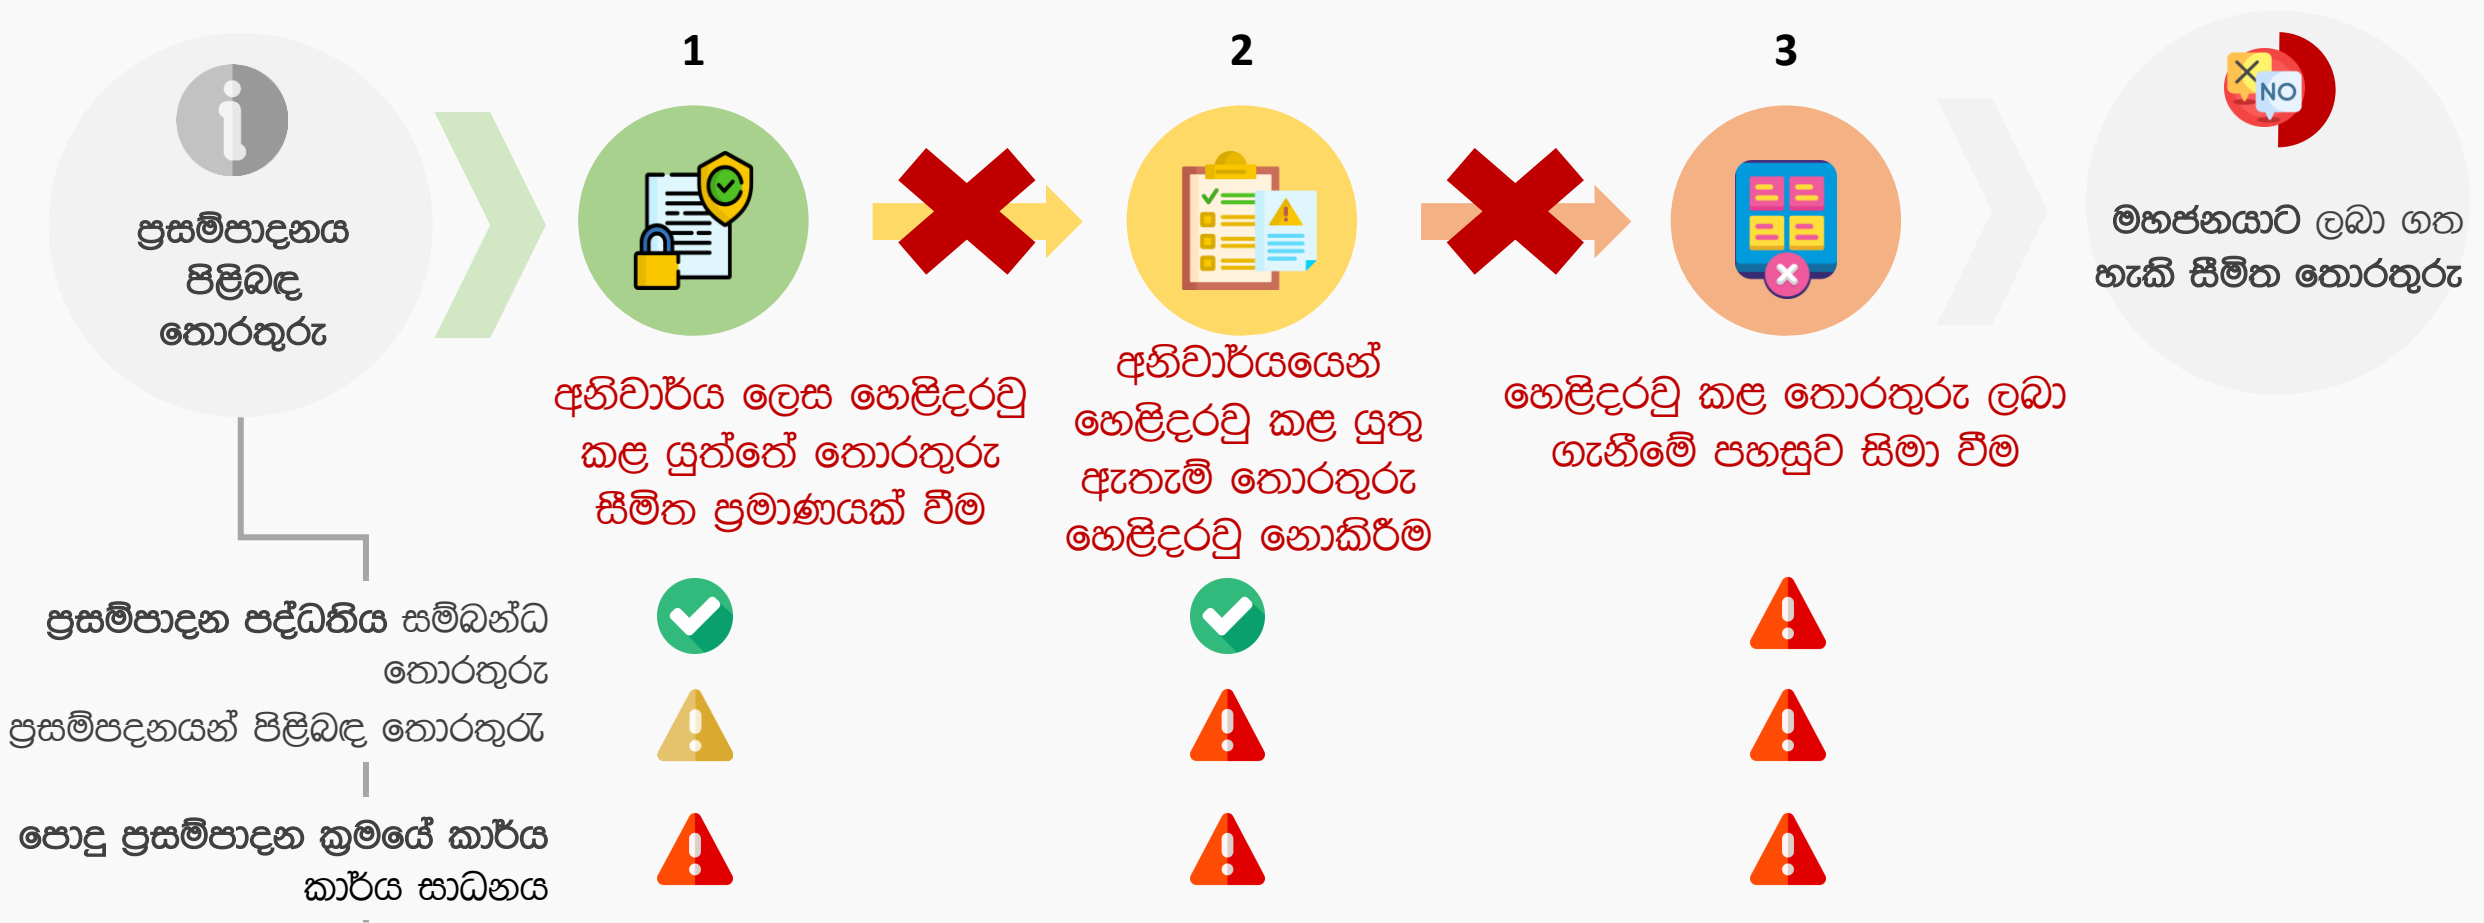 1
2
3
NO
ප්‍රසම්පාදනය
පිළිබඳ
තොරතුරු
අනිවාර්ය ලෙස හෙළිදරවු
කළ යුත්තේ තොරතුරු
සීමිත ප්‍රමාණයක් වීම
අනිවාර්යයෙන්
හෙළිදරවු කළ යුතු
ඇතැම් තොරතුරු
හෙළිදරවු නොකිරීම
හෙළිදරවු කළ තොරතුරු ලබා
ගැනීමේ පහසුව සිමා වීම
මහජනයාට ලබා ගත
හැකි සීමිත තොරතුරු
ප්‍රසම්පාදන පද්ධතිය සම්බන්ධ
තොරතුරු
ප්‍රසම්පදනයන් පිළිබඳ තොරතුරැ
පොදු ප්‍රසම්පාදන ක්‍රමයේ කාර්ය
කාර්ය සාධනය